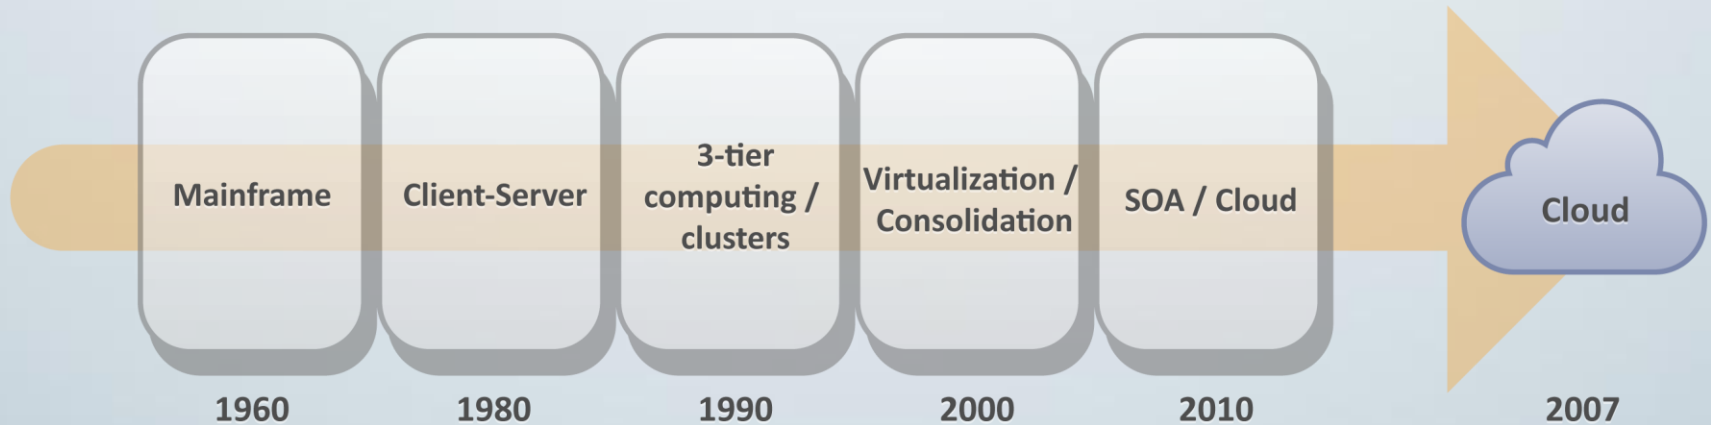 Mainframe
Client-Server
3-tier
computing /
clusters
Virtualization /
Consolidation
SOA / Cloud
Cloud
1960
1980
1990
2000
2010
2007